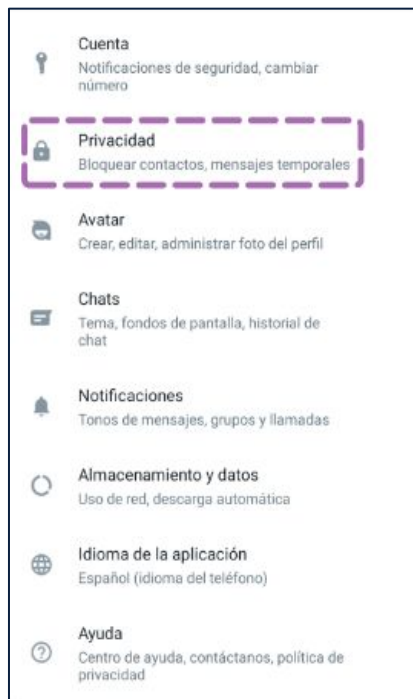 Cuenta
Notificaciones de seguridad, cambiar
número
Privacidad
Bloquear contactos, mensajes temporales
Avatar
Crear, editar, administrar foto del perfil
Chats
Tema, fondos de pantalla, historial de
chat
Notificaciones
Tonos de mensajes, grupos y llamadas
Almacenamiento y datos
Uso de red, descarga automática
Idioma de la aplicación
Español (idioma del teléfono)
Ayuda
Centro de ayuda, contáctanos, política de
privacidad